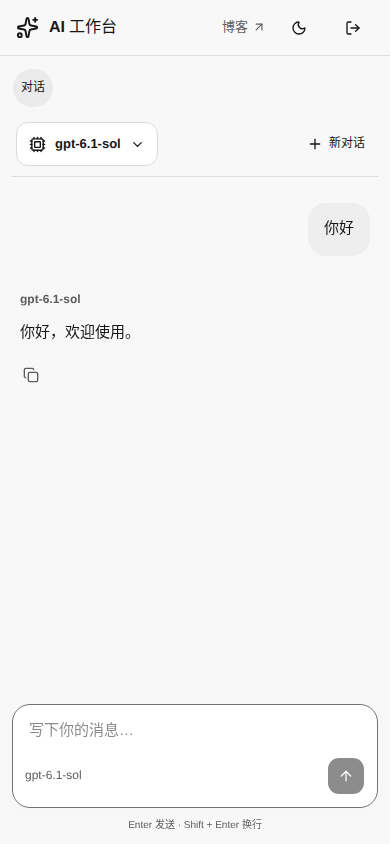 AI 工作台
博客
对话
gpt-6.1-sol
新对话
你好
gpt-6.1-sol
你好，欢迎使用。
写下你的消息…
gpt-6.1-sol
Enter 发送 · Shift + Enter 换行